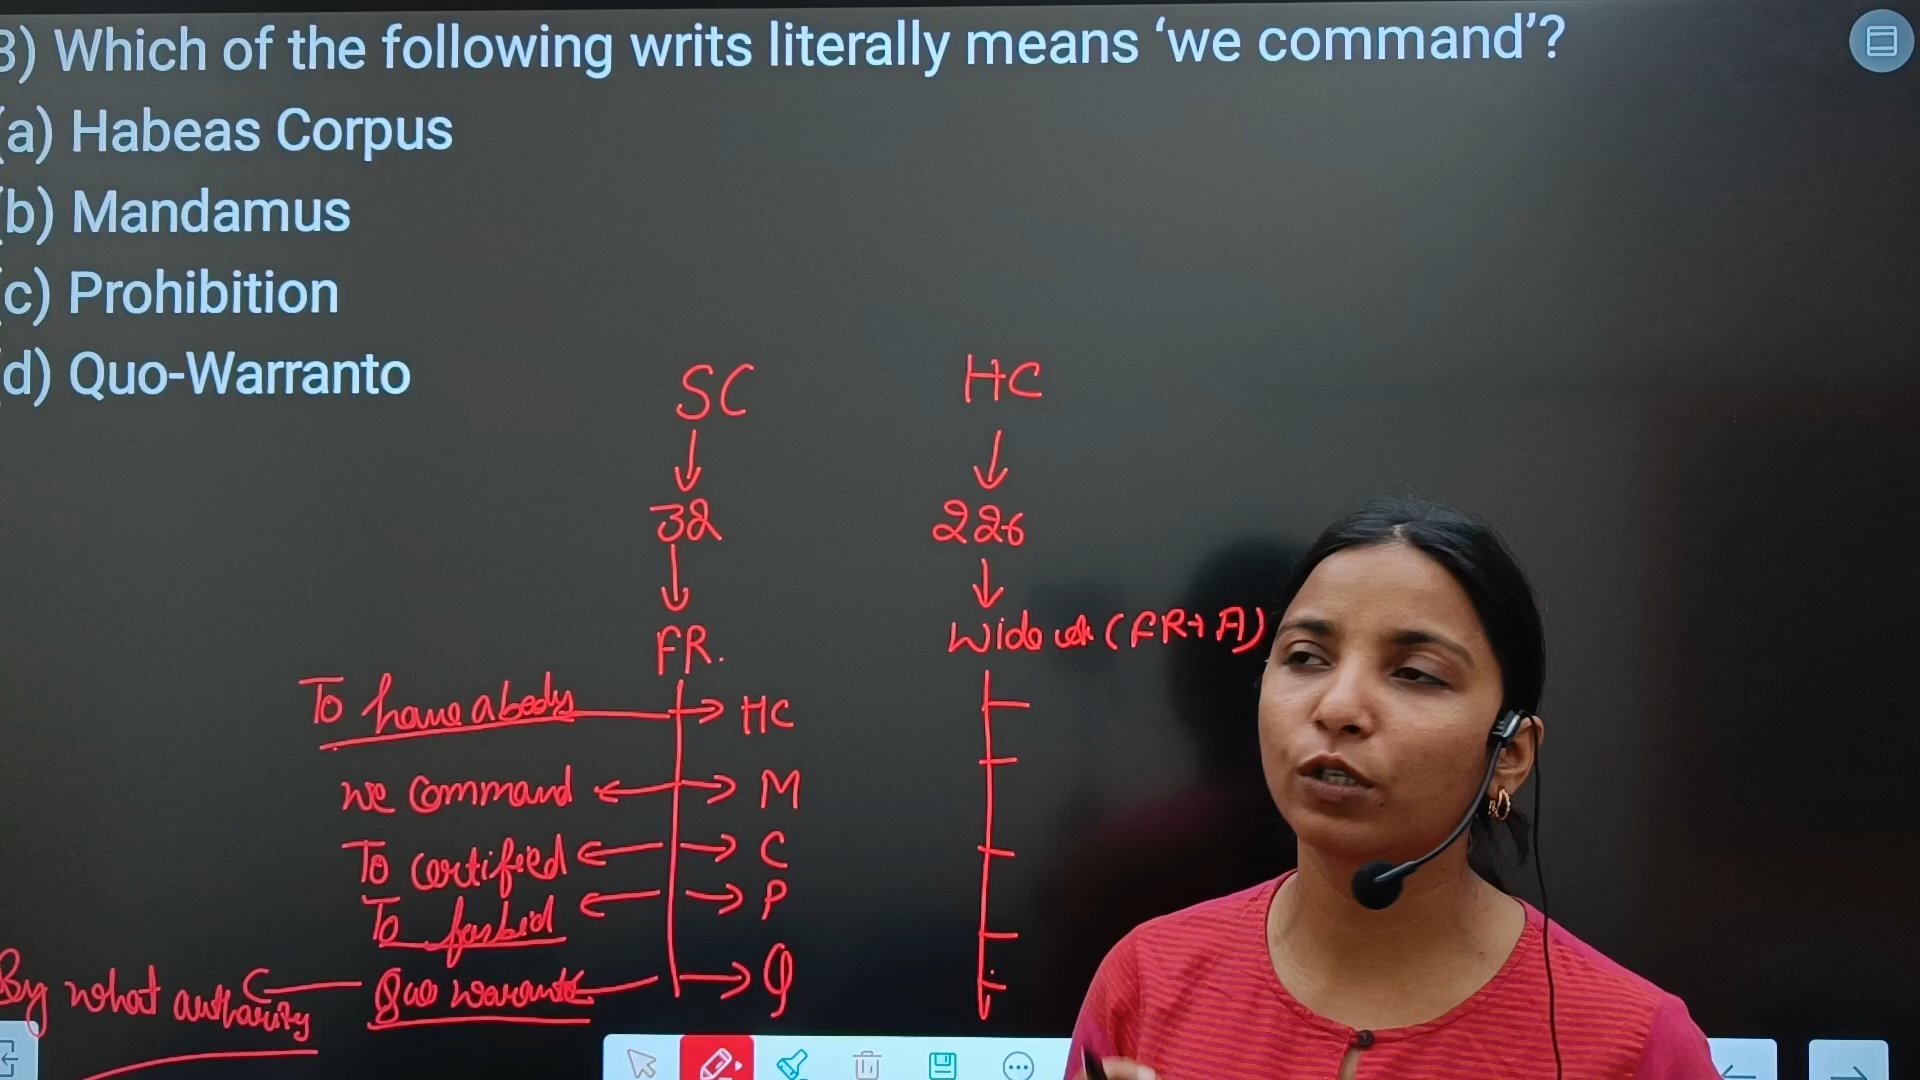 3) Which of the following writs literally means ‘we command’?
(a) Habeas Corpus
(b) Mandamus
(c) Prohibition
(d) Quo-Warranto
SC HC
32 226
FR. Wide (FR+A)
To have a body HC
we command M
To certified C
To forbid P
By what authority Quo waranto Q